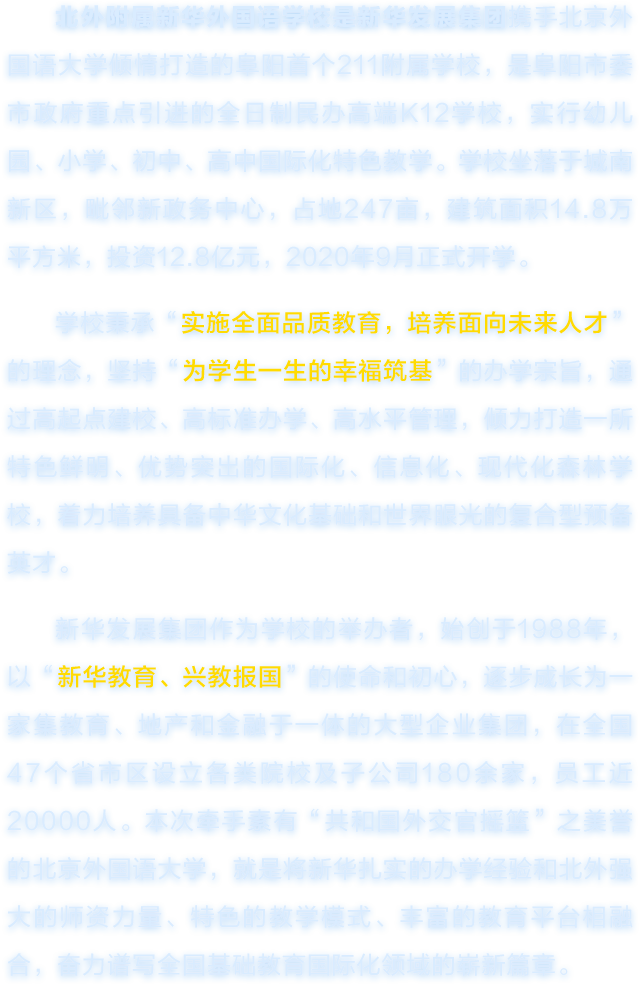 北外附属新华外国语学校是新华发展集团携手北京外
国语大学倾情打造的阜阳首个211附属学校，是阜阳市委
市政府重点引进的全日制民办高端K12学校，实行幼儿
园、小学、初中、高中国际化特色教学。学校坐落于城南
新区，毗邻新政务中心，占地247亩，建筑面积14.8万
平方米，投资12.8亿元，2020年9月正式开学。
学校秉承“实施全面品质教育，培养面向未来人才”
的理念，坚持“为学生一生的幸福筑基”的办学宗旨，通
过高起点建校、高标准办学、高水平管理，倾力打造一所
特色鲜明、优势突出的国际化、信息化、现代化森林学
校，着力培养具备中华文化基础和世界眼光的复合型预备
英才。
新华发展集团作为学校的举办者，始创于1988年，
以“新华教育、兴教报国”的使命和初心，逐步成长为一
家集教育、地产和金融于一体的大型企业集团，在全国
47个省市区设立各类院校及子公司180余家，员工近
20000人。本次牵手素有“共和国外交官摇篮”之美誉
的北京外国语大学，就是将新华扎实的办学经验和北外强
大的师资力量、特色的教学模式、丰富的教育平台相融
合，奋力谱写全国基础教育国际化领域的崭新篇章。